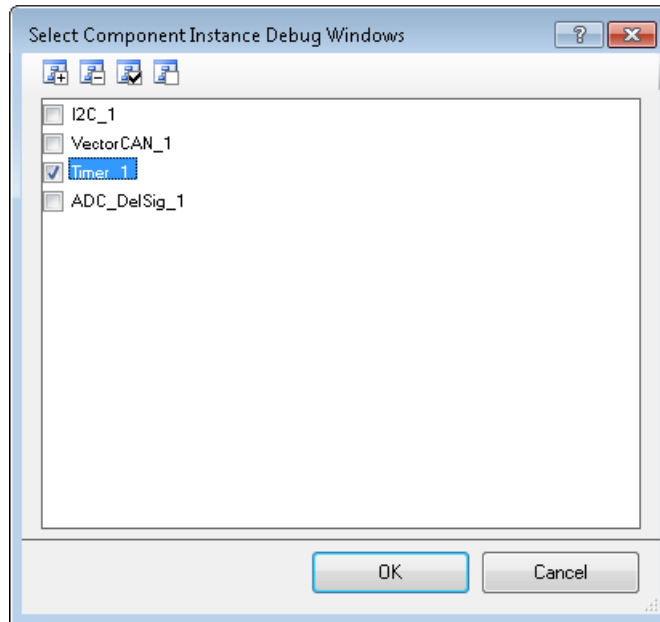 Select Component Instance Debug Windows
I2C_1
VectorCAN_1
Timer_1
ADC_DelSig_1
OK
Cancel